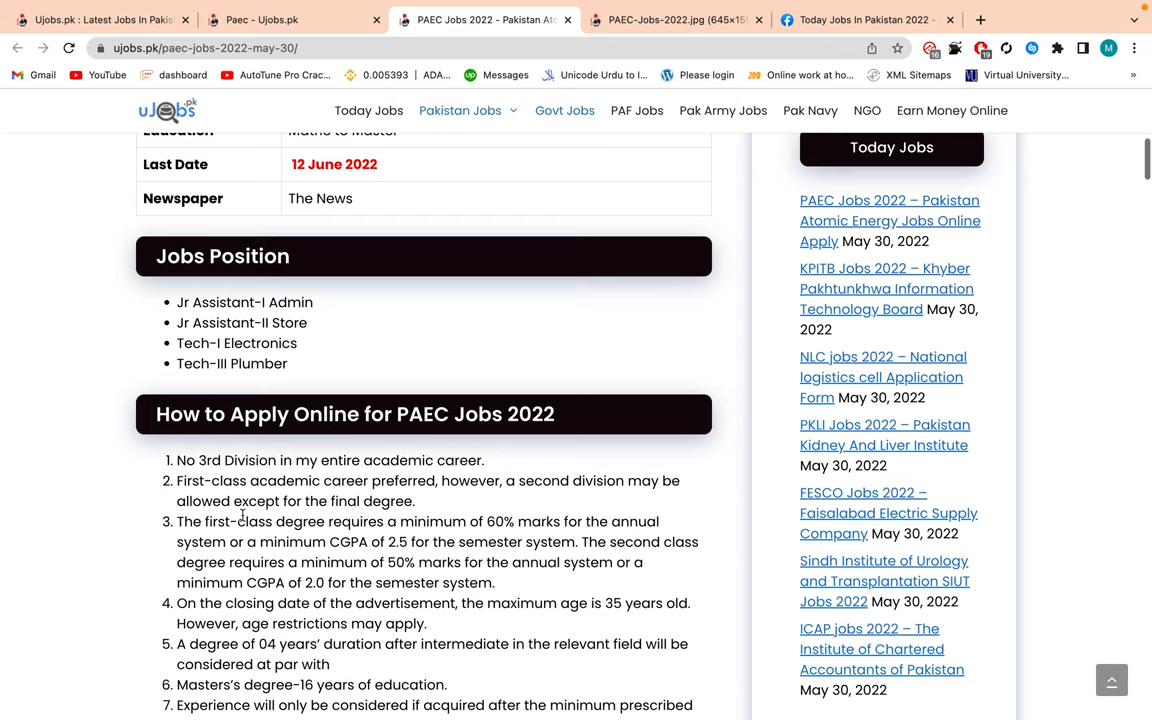 Ujobs.pk : Latest Jobs In Pakis
Paec - Ujobs.pk
PAEC Jobs 2022 - Pakistan Ato
PAEC-Jobs-2022.jpg (645×15
Today Jobs In Pakistan 2022 -
ujobs.pk/paec-jobs-2022-may-30/
16
19
M
Gmail
YouTube
dashboard
AutoTune Pro Crac...
0.005393 | ADA...
Messages
Unicode Urdu to I...
Please login
Online work at ho...
XML Sitemaps
Virtual University...
»
uJobs .pk
Today Jobs
Pakistan Jobs
Govt Jobs
PAF Jobs
Pak Army Jobs
Pak Navy
NGO
Earn Money Online
Education Matric to Master
Last Date 12 June 2022
Newspaper The News
Jobs Position
• Jr Assistant-I Admin
• Jr Assistant-II Store
• Tech-I Electronics
• Tech-III Plumber
How to Apply Online for PAEC Jobs 2022
1. No 3rd Division in my entire academic career.
2. First-class academic career preferred, however, a second division may be
allowed except for the final degree.
3. The first-class degree requires a minimum of 60% marks for the annual
system or a minimum CGPA of 2.5 for the semester system. The second class
degree requires a minimum of 50% marks for the annual system or a
minimum CGPA of 2.0 for the semester system.
4. On the closing date of the advertisement, the maximum age is 35 years old.
However, age restrictions may apply.
5. A degree of 04 years' duration after intermediate in the relevant field will be
considered at par with
6. Masters's degree-16 years of education.
7. Experience will only be considered if acquired after the minimum prescribed
Today Jobs
PAEC Jobs 2022 – Pakistan
Atomic Energy Jobs Online
Apply May 30, 2022
KPITB Jobs 2022 – Khyber
Pakhtunkhwa Information
Technology Board May 30,
2022
NLC jobs 2022 – National
logistics cell Application
Form May 30, 2022
PKLI Jobs 2022 – Pakistan
Kidney And Liver Institute
May 30, 2022
FESCO Jobs 2022 –
Faisalabad Electric Supply
Company May 30, 2022
Sindh Institute of Urology
and Transplantation SIUT
Jobs 2022 May 30, 2022
ICAP jobs 2022 – The
Institute of Chartered
Accountants of Pakistan
May 30, 2022